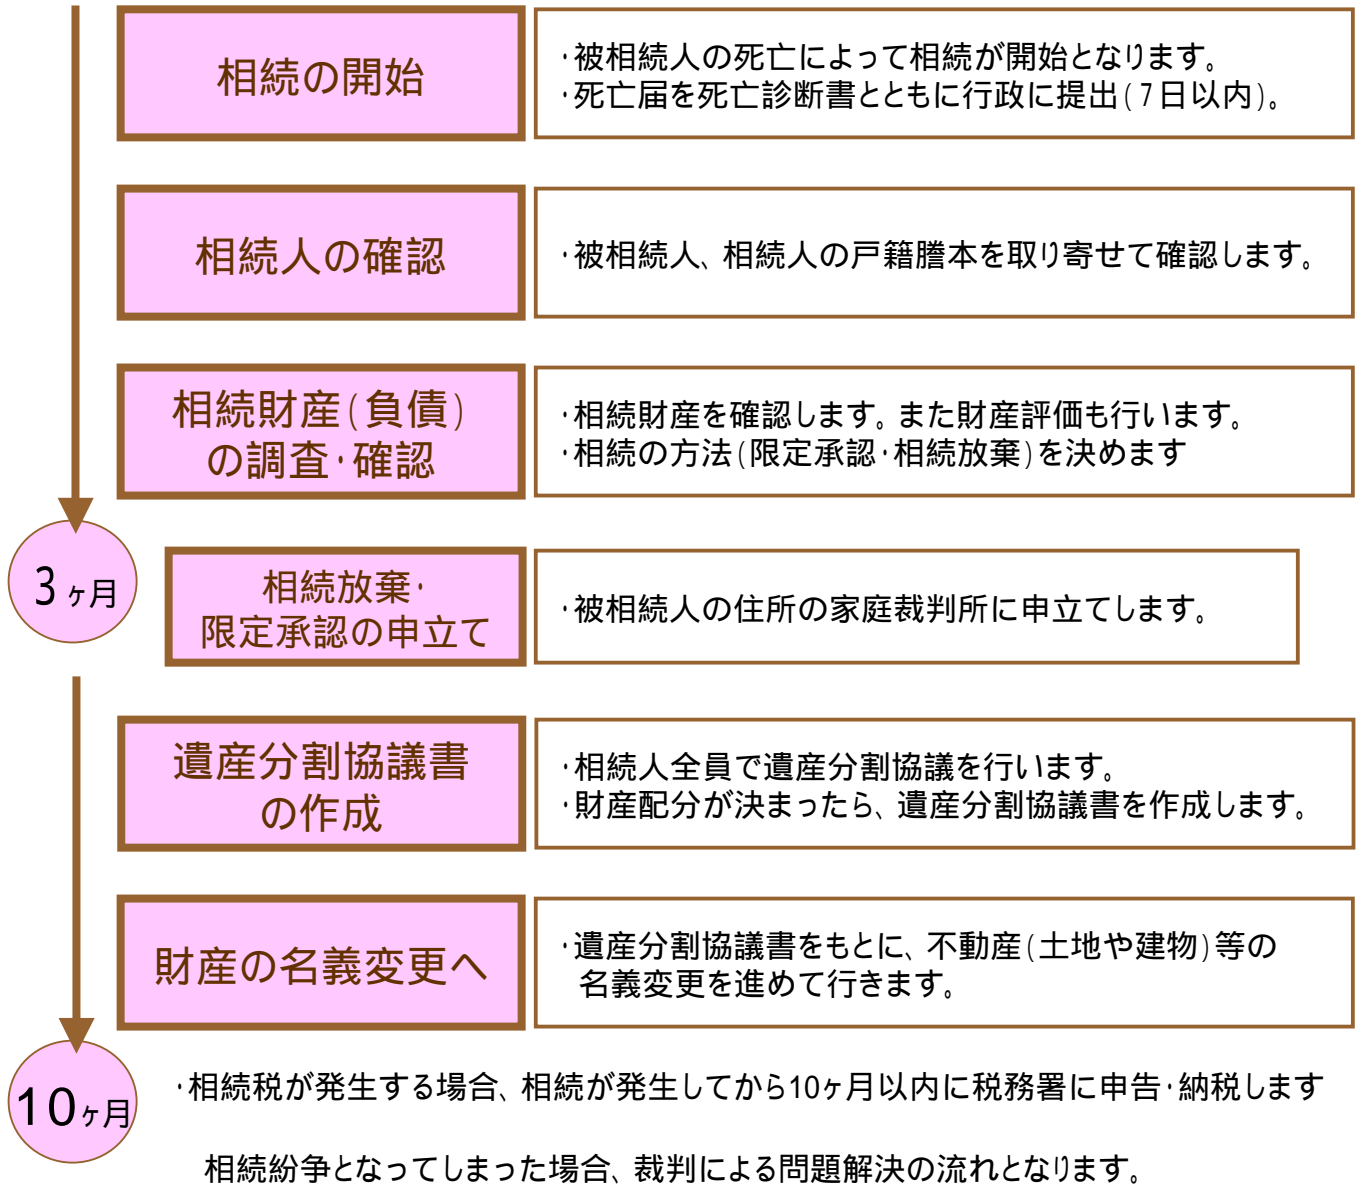 相続の開始
・被相続人の死亡によって相続が開始となります。
・死亡届を死亡診断書とともに行政に提出(7日以内)。
相続人の確認
・被相続人、相続人の戸籍謄本を取り寄せて確認します。
相続財産(負債)
の調査・確認
・相続財産を確認します。また財産評価も行います。
・相続の方法(限定承認・相続放棄)を決めます
3ヶ月
相続放棄・
限定承認の申立て
・被相続人の住所の家庭裁判所に申立てします。
遺産分割協議書
の作成
・相続人全員で遺産分割協議を行います。
・財産配分が決まったら、遺産分割協議書を作成します。
財産の名義変更へ
・遺産分割協議書をもとに、不動産(土地や建物)等の
名義変更を進めて行きます。
10ヶ月
・相続税が発生する場合、相続が発生してから10ヶ月以内に税務署に申告・納税します
相続紛争となってしまった場合、裁判による問題解決の流れとなります。